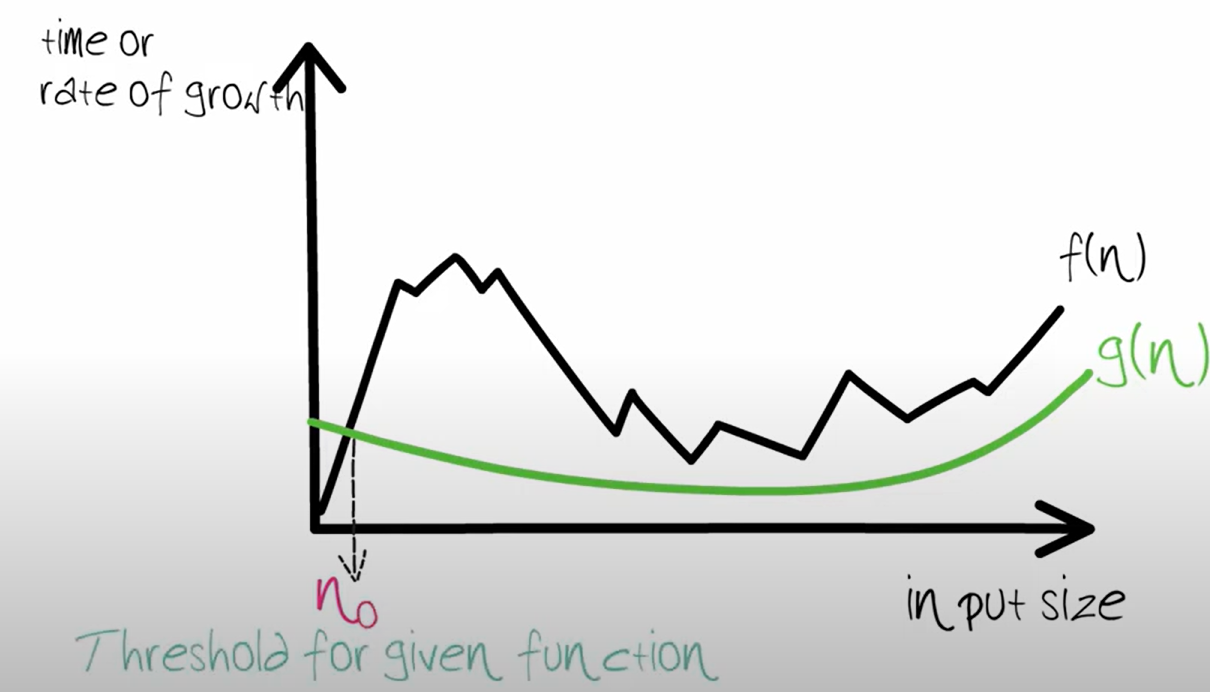 time or
rate of growth
f(n)
g(n)
n₀
input size
Threshold for given function